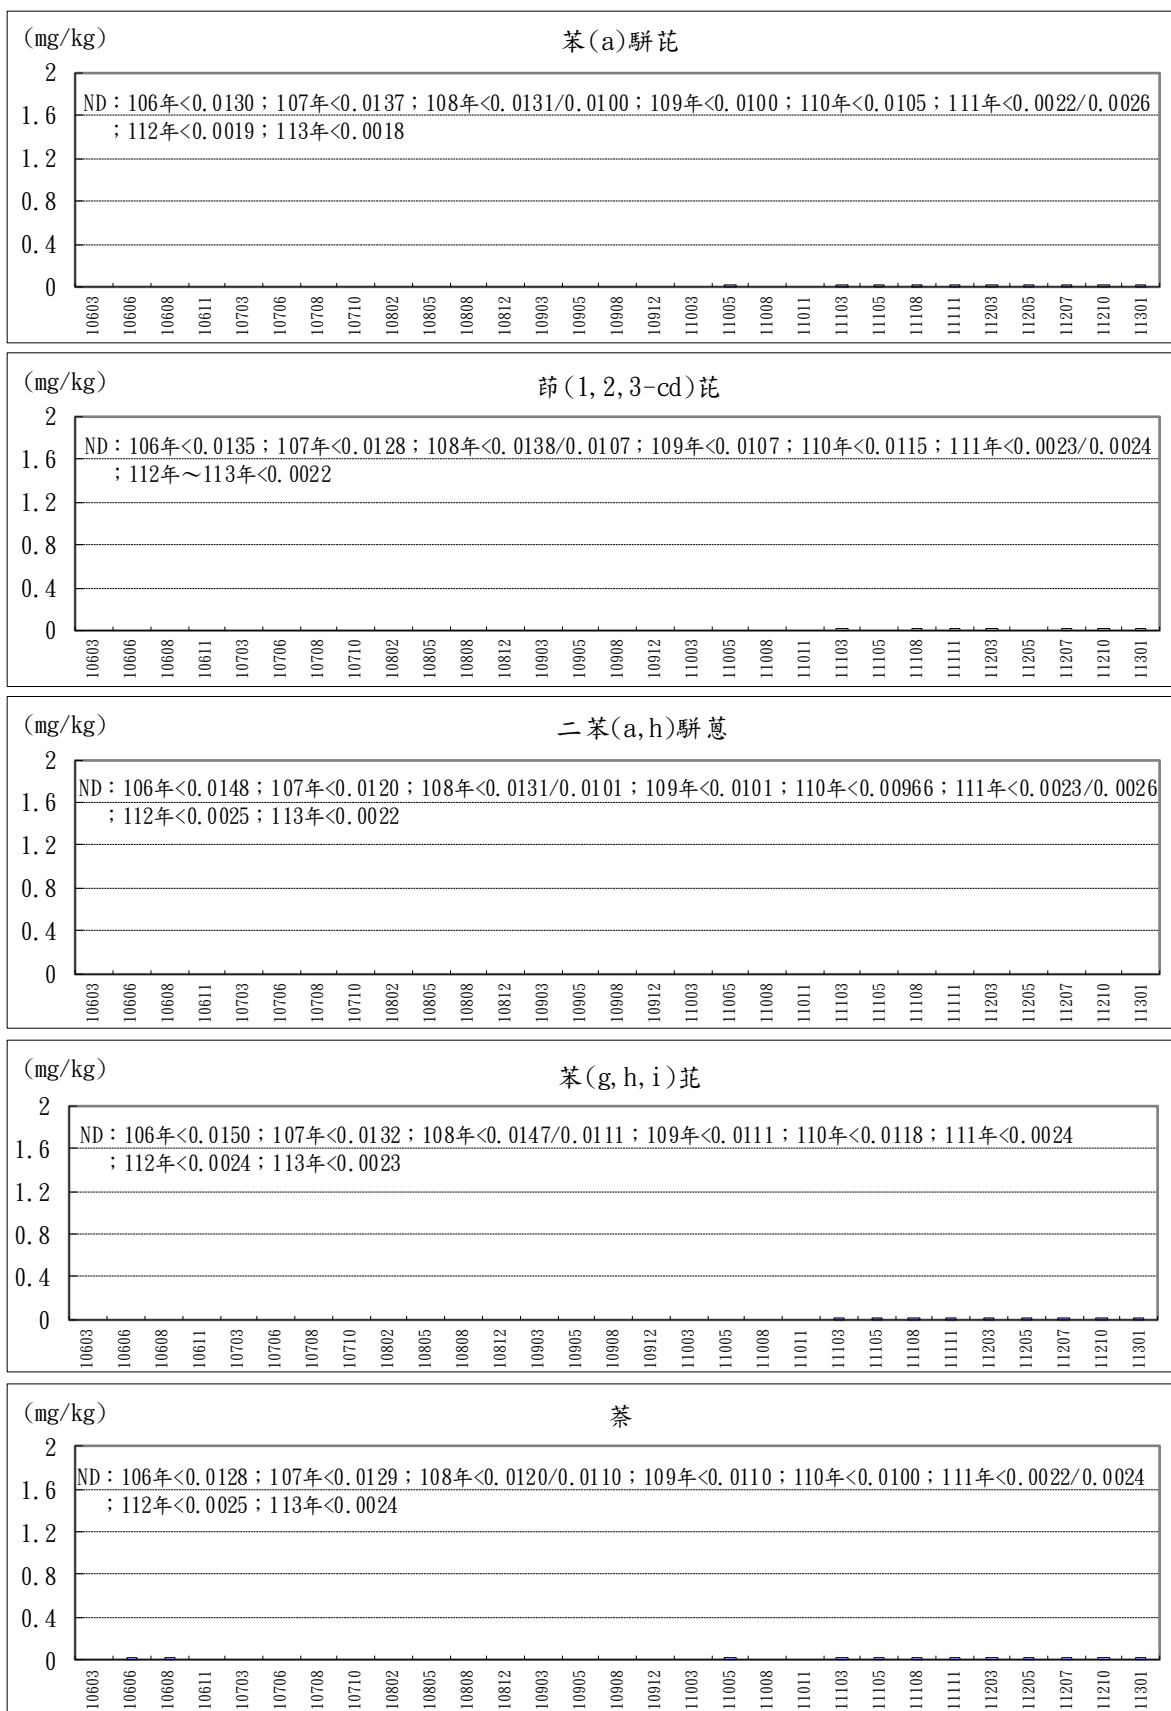 (mg/kg)
苯(a)駢芘
2
ND：106年<0.0130；107年<0.0137；108年<0.0131/0.0100；109年<0.0100；110年<0.0105；111年<0.0022/0.0026
1.6
；112年<0.0019；113年<0.0018
1.2
0.8
0.4
0
10603 10606 10608 10611 10703 10706 10708 10710 10802 10805 10808 10812 10903 10905 10908 10912 11003 11005 11008 11011 11103 11105 11108 11111 11203 11205 11207 11210 11301
(mg/kg)
茚(1,2,3-cd)芘
2
ND：106年<0.0135；107年<0.0128；108年<0.0138/0.0107；109年<0.0107；110年<0.0115；111年<0.0023/0.0024
1.6
；112年～113年<0.0022
1.2
0.8
0.4
0
10603 10606 10608 10611 10703 10706 10708 10710 10802 10805 10808 10812 10903 10905 10908 10912 11003 11005 11008 11011 11103 11105 11108 11111 11203 11205 11207 11210 11301
(mg/kg)
二苯(a,h)駢蒽
2
ND：106年<0.0148；107年<0.0120；108年<0.0131/0.0101；109年<0.0101；110年<0.00966；111年<0.0023/0.0026
1.6
；112年<0.0025；113年<0.0022
1.2
0.8
0.4
0
10603 10606 10608 10611 10703 10706 10708 10710 10802 10805 10808 10812 10903 10905 10908 10912 11003 11005 11008 11011 11103 11105 11108 11111 11203 11205 11207 11210 11301
(mg/kg)
苯(g,h,i)芘
2
ND：106年<0.0150；107年<0.0132；108年<0.0147/0.0111；109年<0.0111；110年<0.0118；111年<0.0024
1.6
；112年<0.0024；113年<0.0023
1.2
0.8
0.4
0
10603 10606 10608 10611 10703 10706 10708 10710 10802 10805 10808 10812 10903 10905 10908 10912 11003 11005 11008 11011 11103 11105 11108 11111 11203 11205 11207 11210 11301
(mg/kg)
萘
2
ND：106年<0.0128；107年<0.0129；108年<0.0120/0.0110；109年<0.0110；110年<0.0100；111年<0.0022/0.0024
1.6
；112年<0.0025；113年<0.0024
1.2
0.8
0.4
0
10603 10606 10608 10611 10703 10706 10708 10710 10802 10805 10808 10812 10903 10905 10908 10912 11003 11005 11008 11011 11103 11105 11108 11111 11203 11205 11207 11210 11301